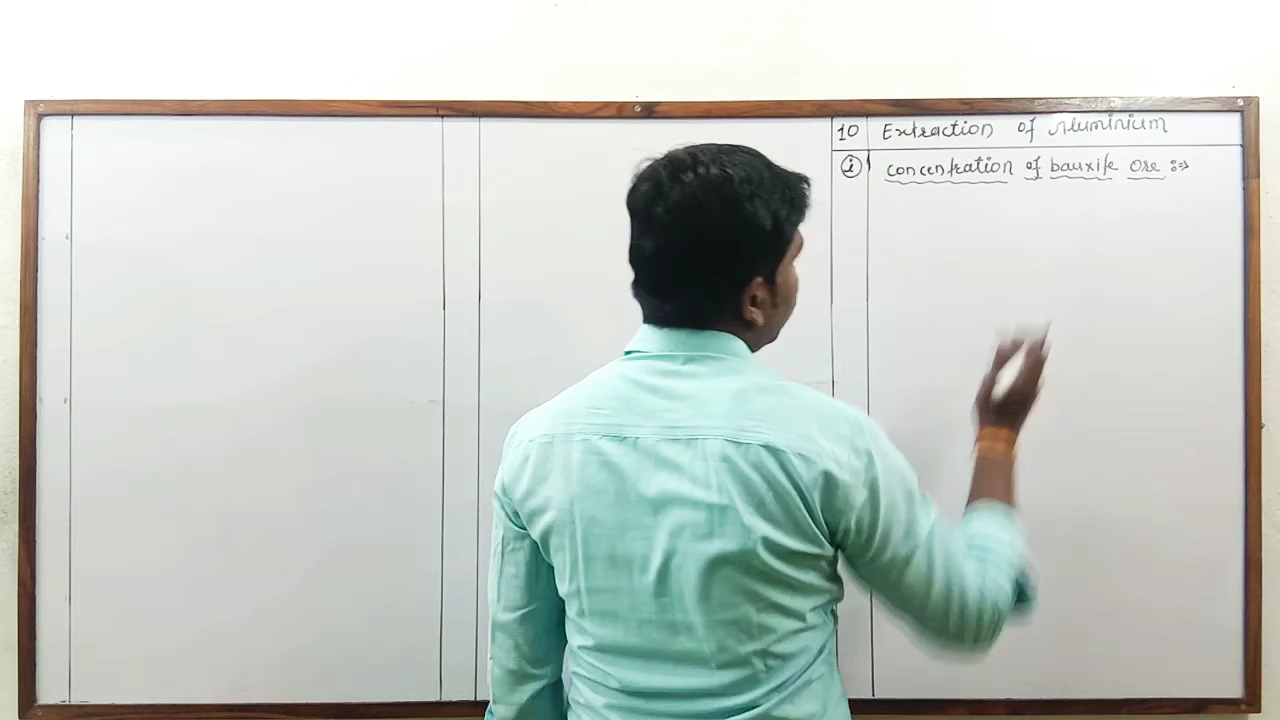 10 Extraction of Aluminium
(i) concentration of bauxite Ore :⇒